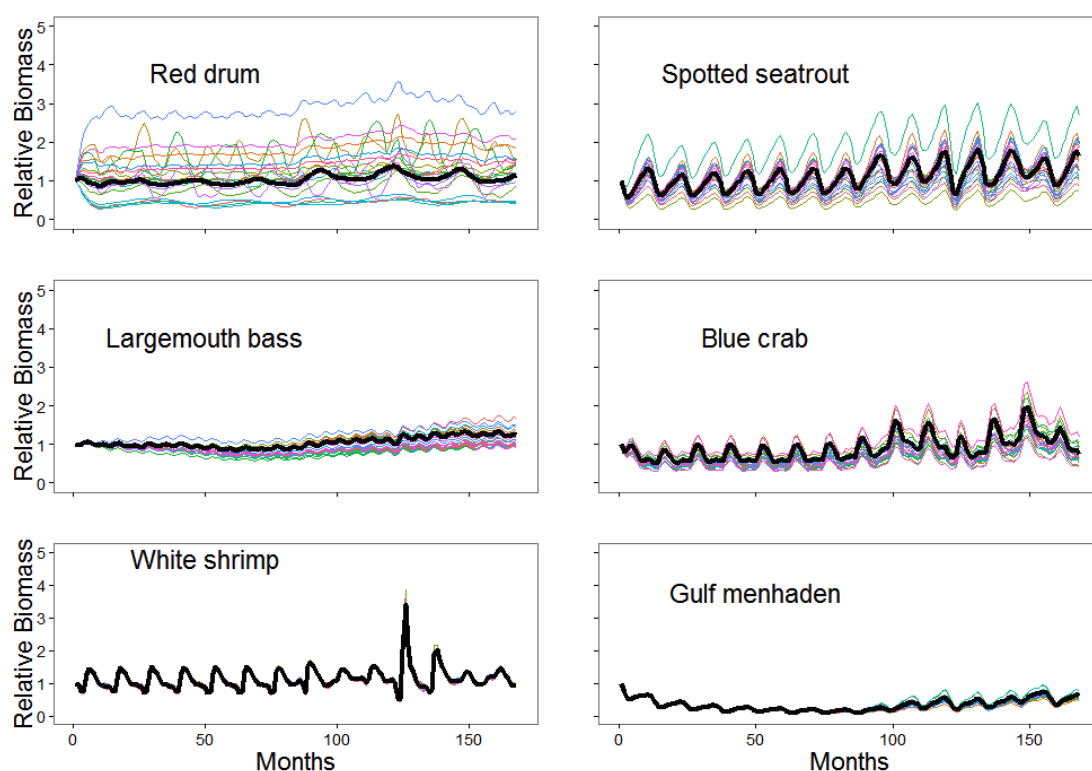 Relative Biomass
5
4
3
2
1
0
Red drum
Spotted seatrout
Relative Biomass
5
4
3
2
1
0
Largemouth bass
Blue crab
Relative Biomass
5
4
3
2
1
0
White shrimp
Gulf menhaden
0 50 100 150
0 50 100 150
Months
Months